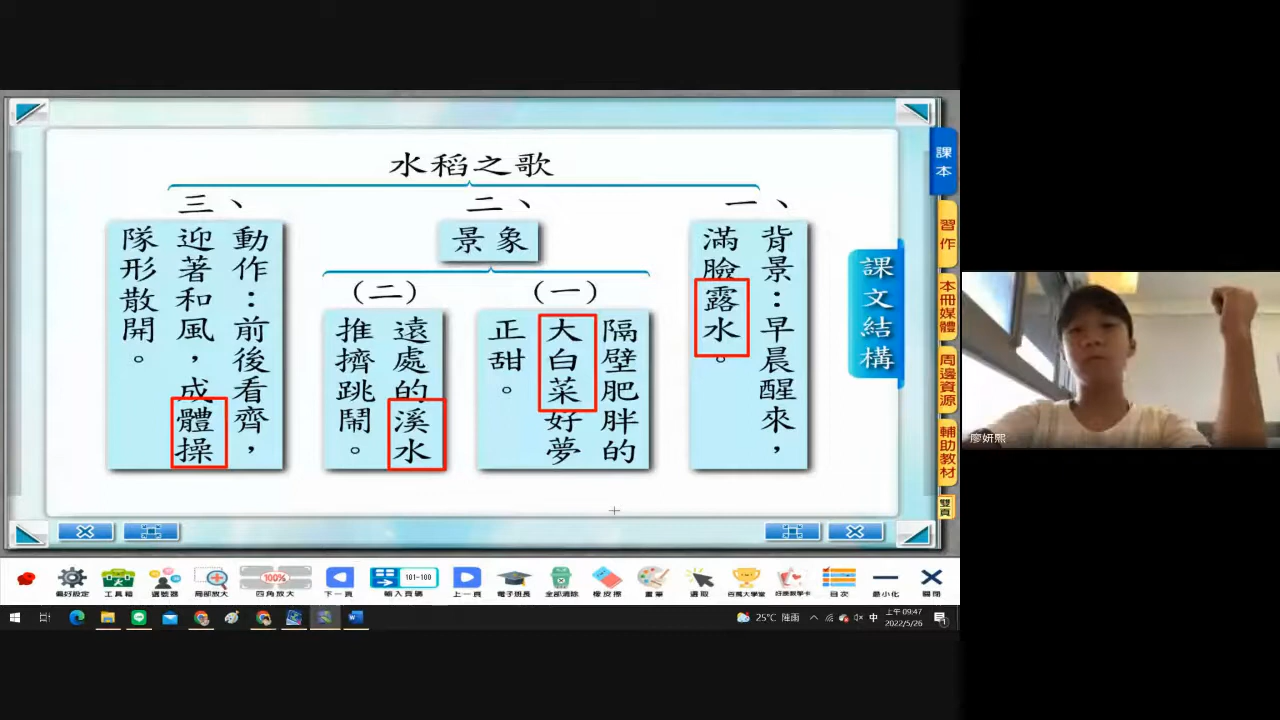 水稻之歌
一、
背景：早晨醒來，
滿臉露水。
二、
景象
（一）
隔壁肥胖的
大白菜好夢
正甜。
（二）
遠處的溪水
推擠跳鬧。
三、
動作：前後看齊，
迎著和風，成體操
隊形散開。
課文結構
課本
習作
本冊媒體
周邊資源
輔助教材
雙頁
廖妍熙
偏好設定
工具箱
選號器
局部放大
100%
四角放大
下一頁
101-100
輸入頁碼
上一頁
電子班長
全部清除
橡皮擦
畫筆
選取
目次
最小化
關閉
25°C 陣雨
中
上午 09:47
2022/5/26